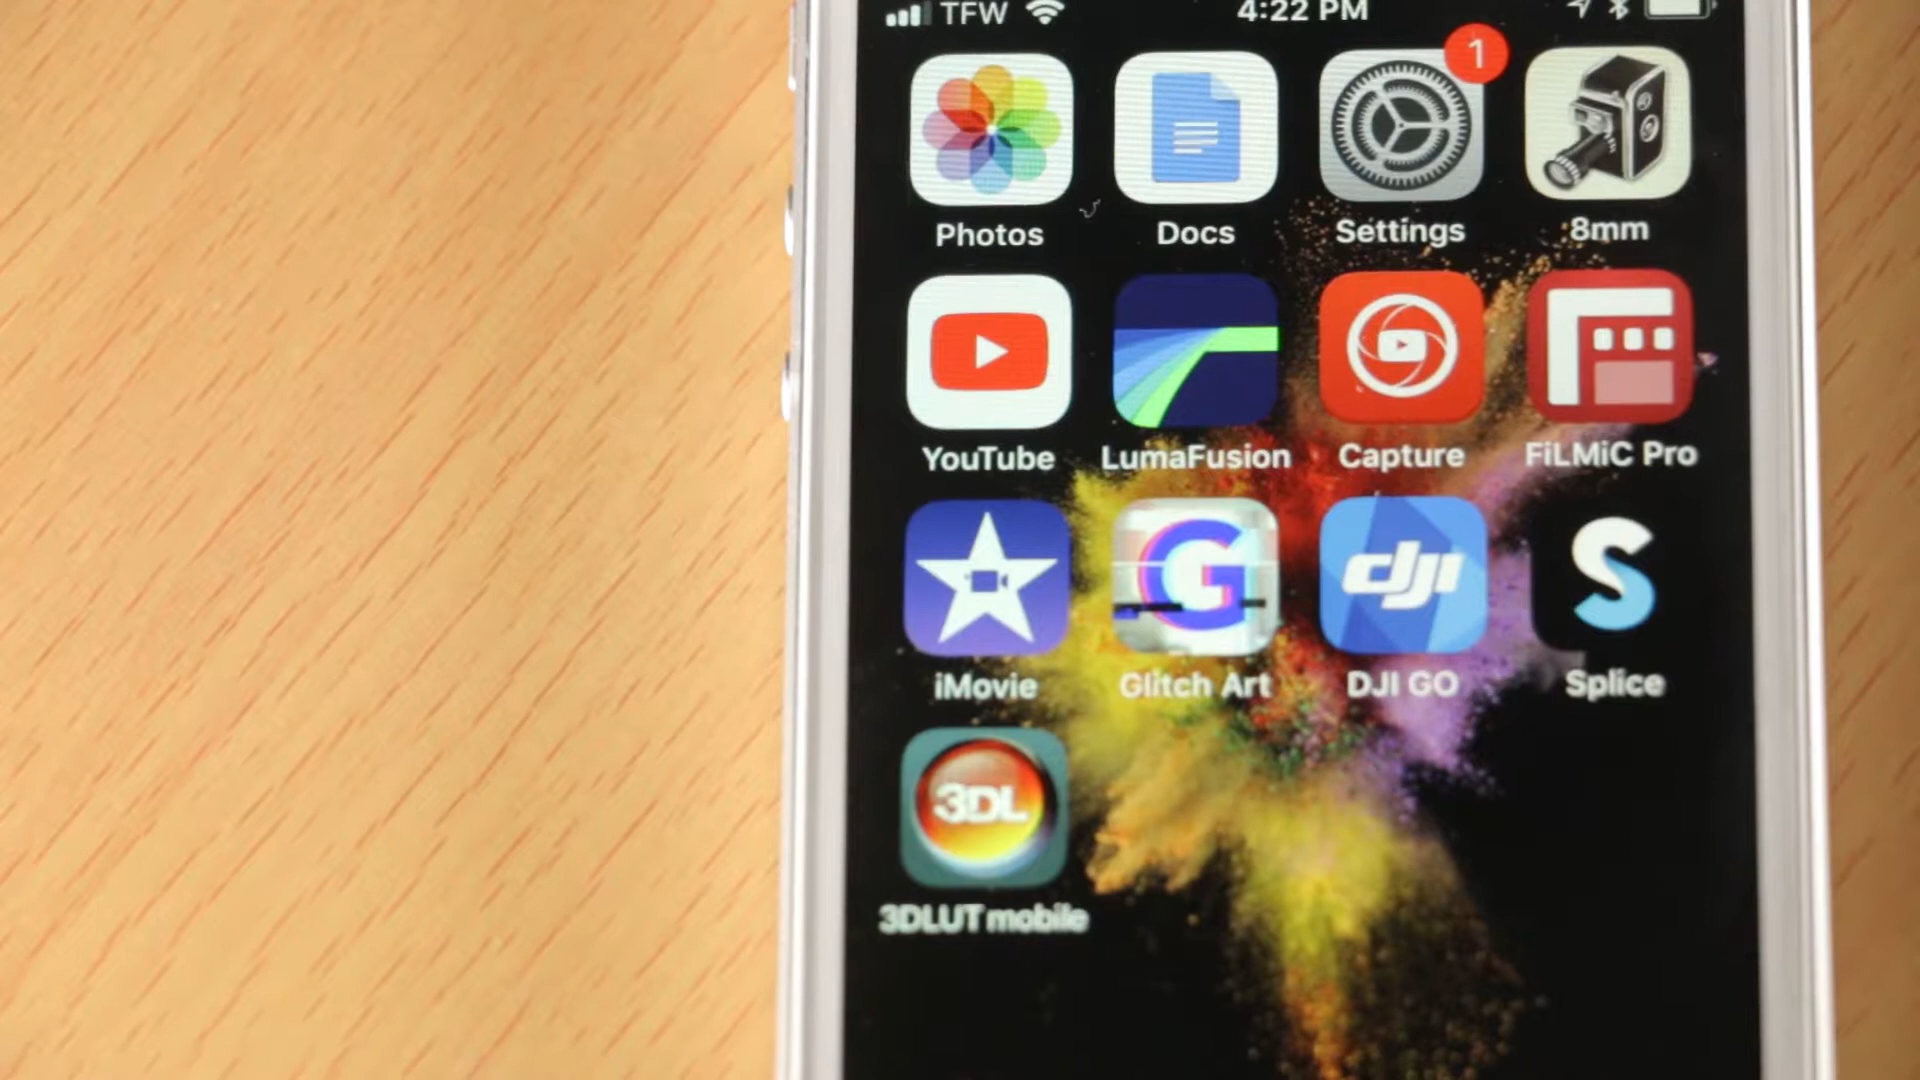 TFW 4:22 PM
1
Photos Docs Settings 8mm
YouTube LumaFusion Capture FiLMiC Pro
G dji S
iMovie Glitch Art DJI GO Splice
3DL
3DLUT mobile